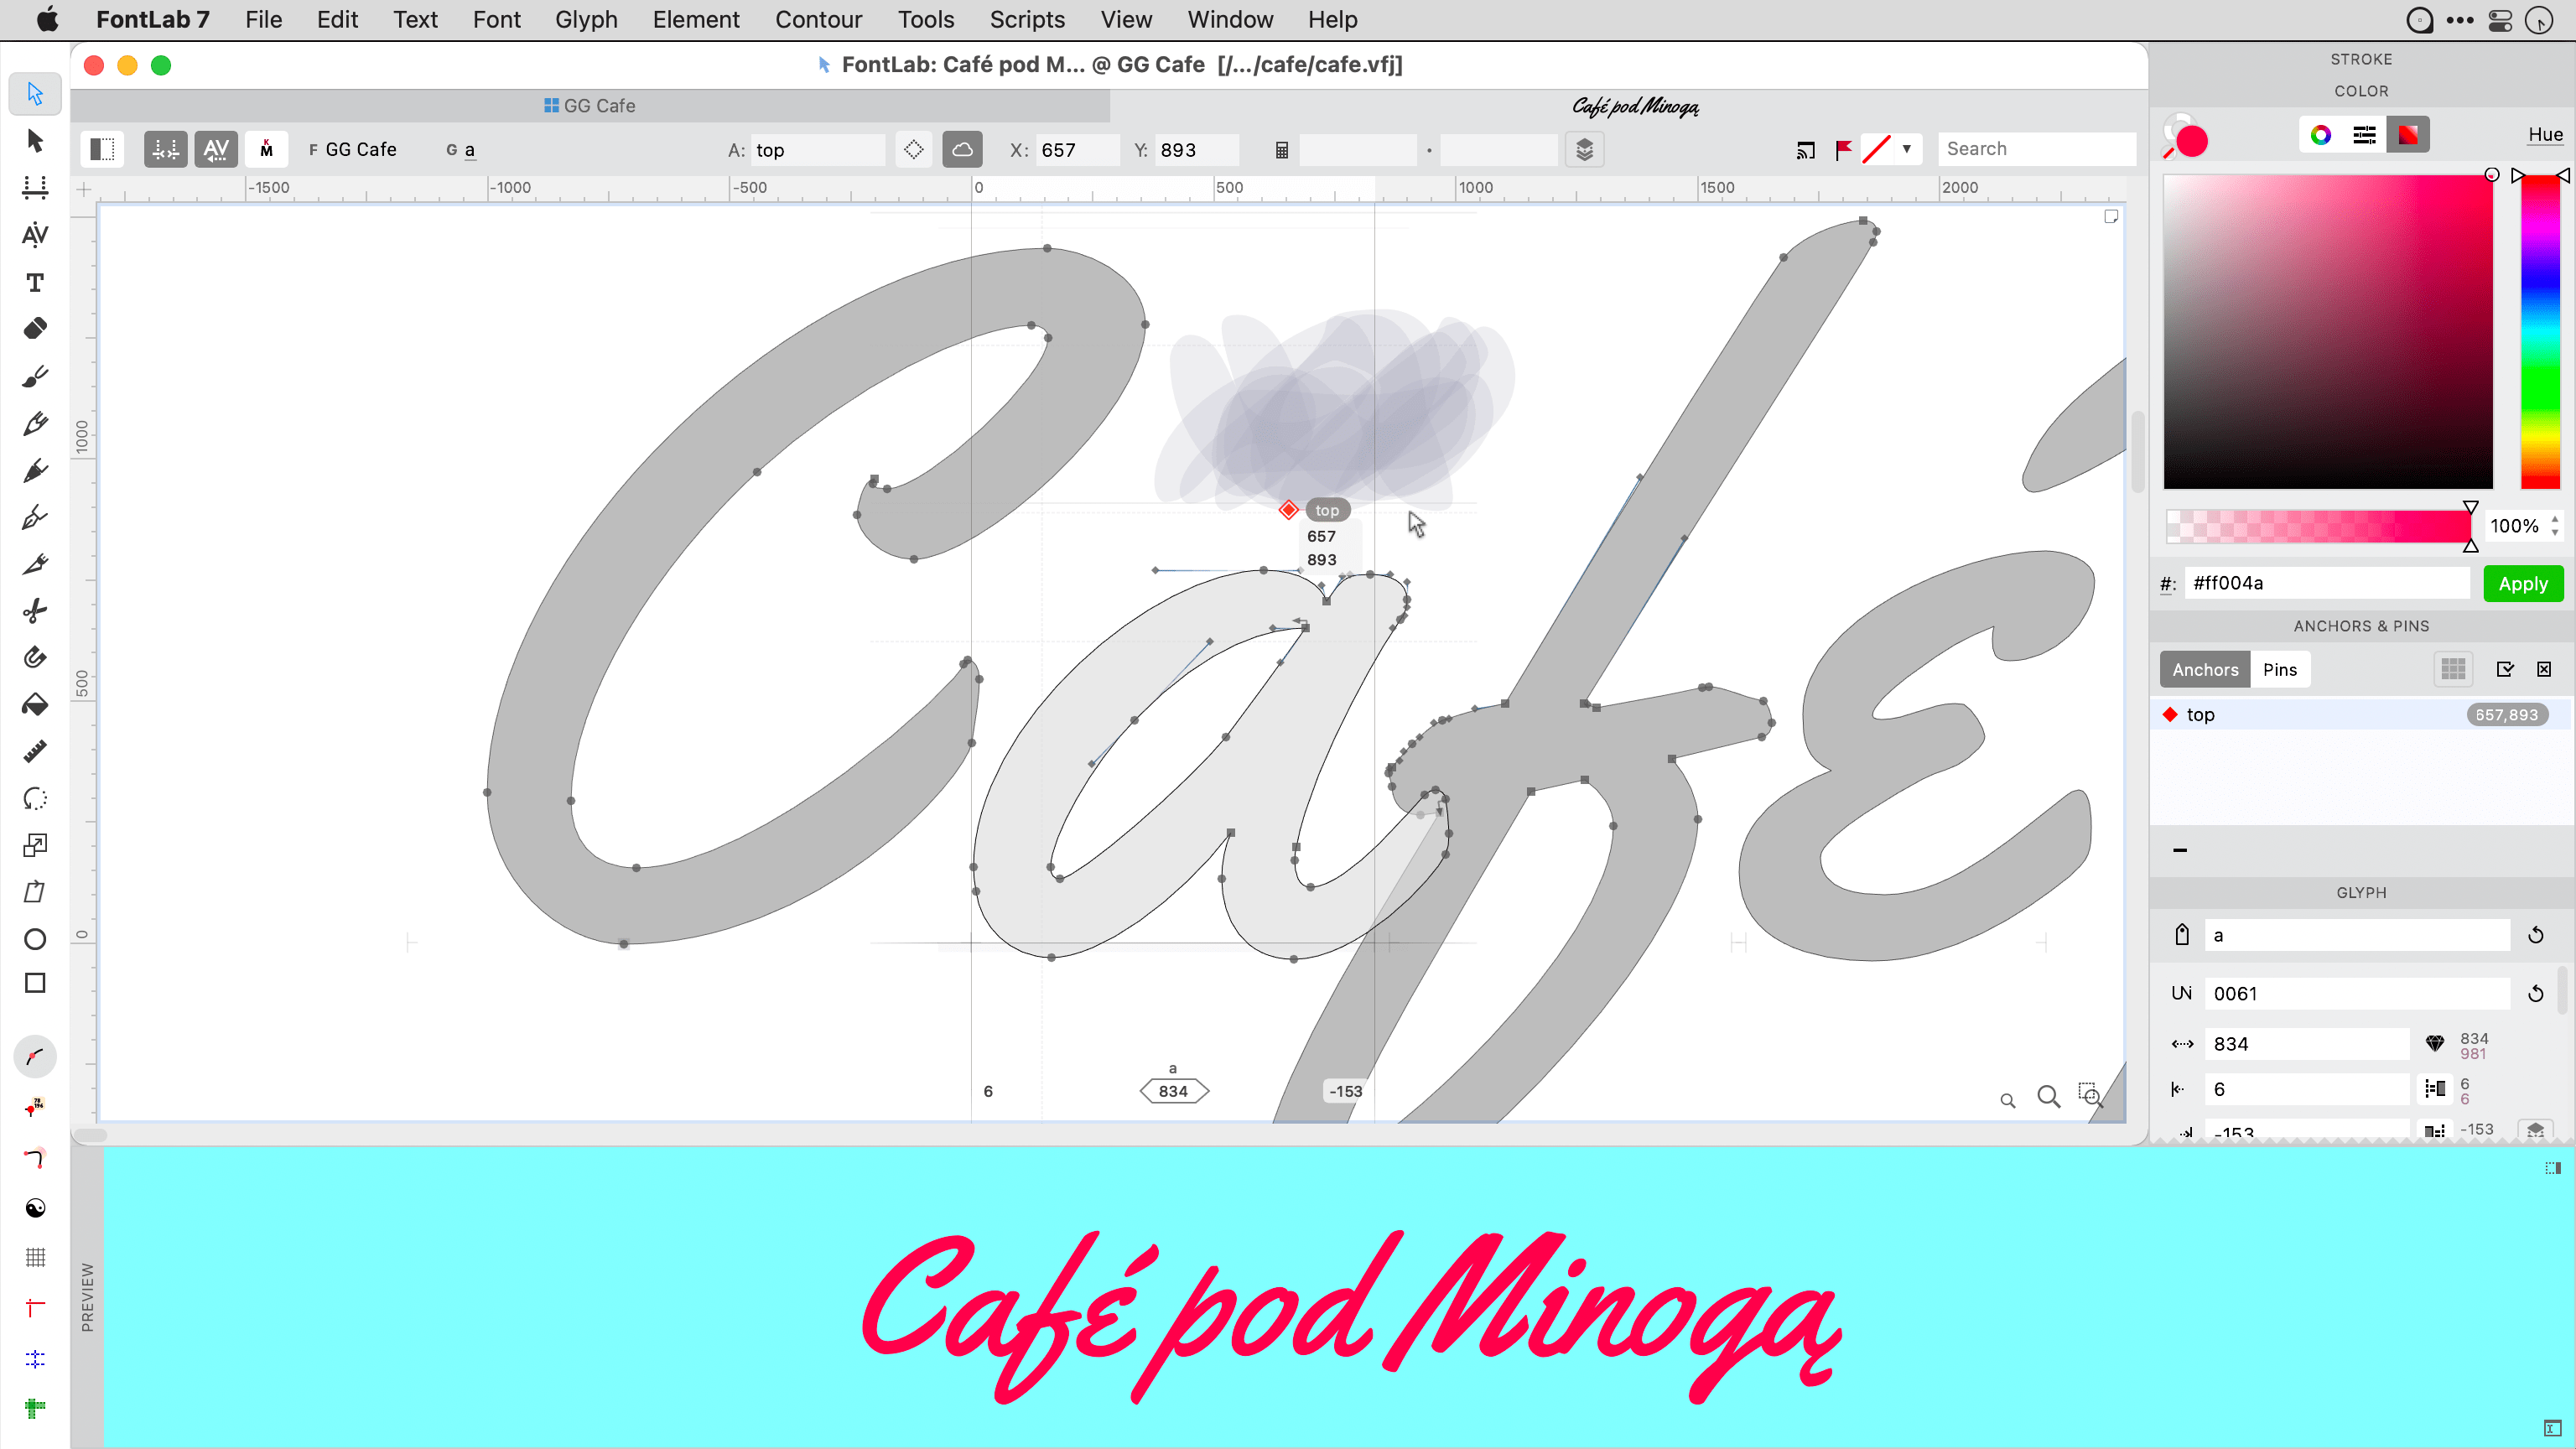 FontLab 7 File Edit Text Font Glyph Element Contour Tools Scripts View Window Help
FontLab: Café pod M... @ GG Cafe [/.../cafe/cafe.vfj]
GG Cafe
Café pod Minogą
F GG Cafe G a A: top X: 657 Y: 893 Search
-1500 -1000 -500 0 500 1000 1500 2000
1000
500
0
Café
top
657
893
a
6 834 -153
STROKE
COLOR
Hue
100%
#: #ff004a Apply
ANCHORS & PINS
Anchors Pins
top 657,893
GLYPH
a
UNI 0061
834 834
981
6 6
6
-153 -153
PREVIEW
Café pod Minogą